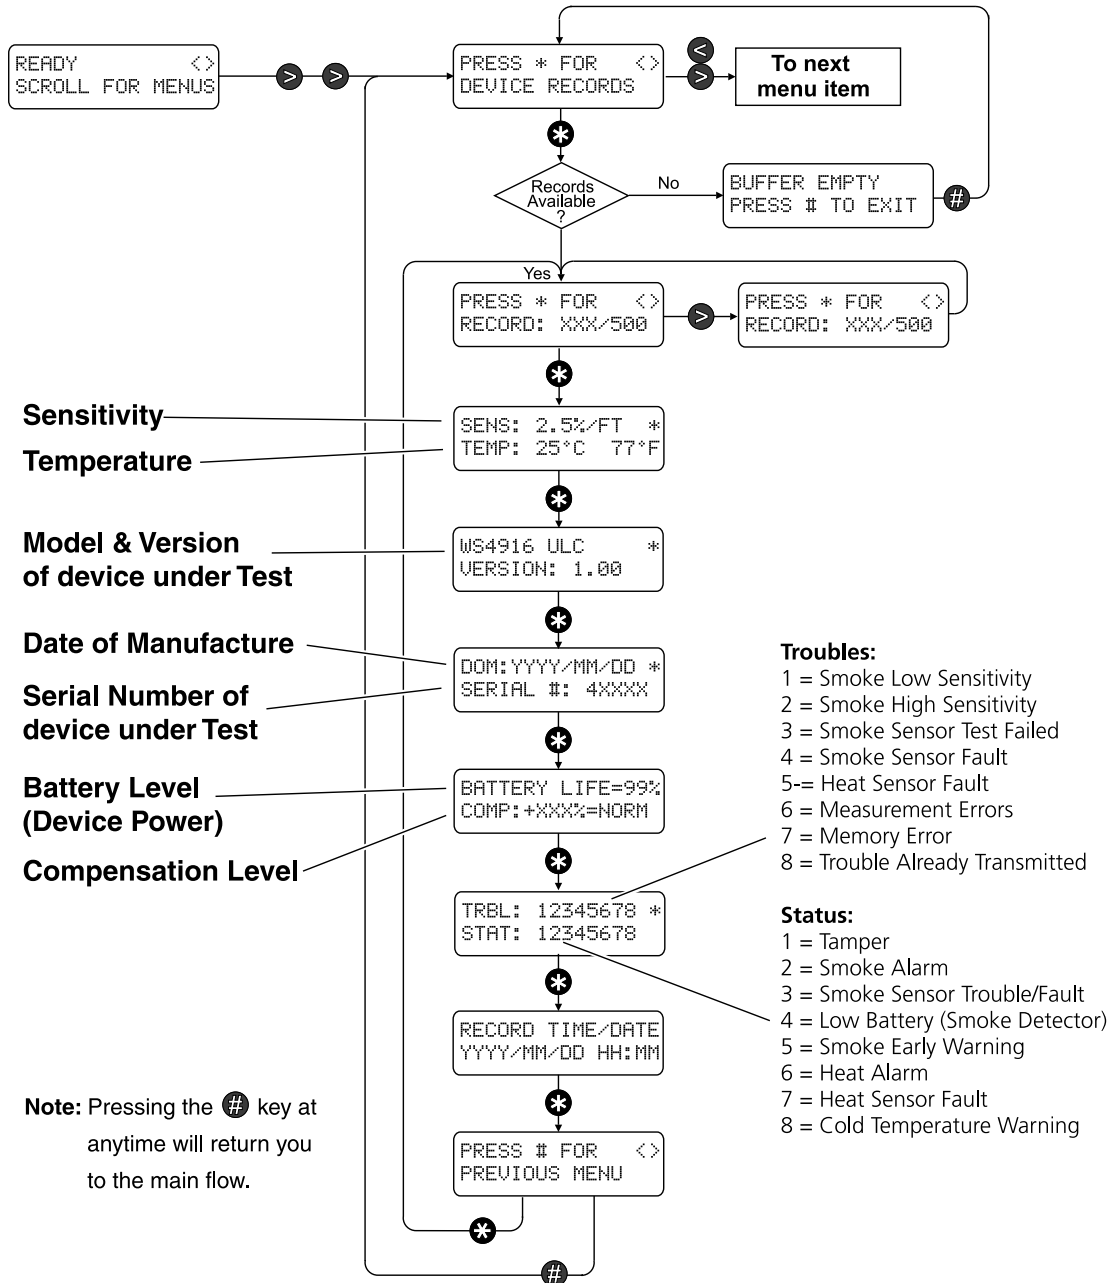 READY <>
SCROLL FOR MENUS
> >
PRESS * FOR <>
DEVICE RECORDS
<
>
To next
menu item
*
Records
Available
?
No
BUFFER EMPTY
PRESS # TO EXIT
#
Yes
PRESS * FOR <>
RECORD: XXX/500
>
PRESS * FOR <>
RECORD: XXX/500
*
Sensitivity
Temperature
SENS: 2.5%/FT *
TEMP: 25°C 77°F
*
Model & Version
of device under Test
WS4916 ULC *
VERSION: 1.00
*
Date of Manufacture
Serial Number of
device under Test
DOM:YYYY/MM/DD *
SERIAL #: 4XXXX
*
Battery Level
(Device Power)
Compensation Level
BATTERY LIFE=99%
COMP:+XXX%=NORM
*
TRBL: 12345678 *
STAT: 12345678
*
RECORD TIME/DATE
YYYY/MM/DD HH:MM
*
PRESS # FOR <>
PREVIOUS MENU
*
#
Troubles:
1 = Smoke Low Sensitivity
2 = Smoke High Sensitivity
3 = Smoke Sensor Test Failed
4 = Smoke Sensor Fault
5-= Heat Sensor Fault
6 = Measurement Errors
7 = Memory Error
8 = Trouble Already Transmitted
Status:
1 = Tamper
2 = Smoke Alarm
3 = Smoke Sensor Trouble/Fault
4 = Low Battery (Smoke Detector)
5 = Smoke Early Warning
6 = Heat Alarm
7 = Heat Sensor Fault
8 = Cold Temperature Warning
Note: Pressing the # key at
anytime will return you
to the main flow.